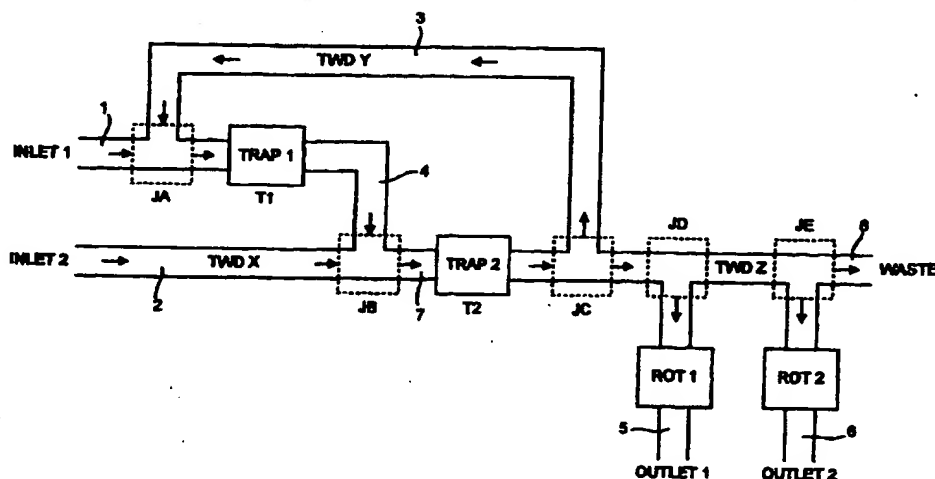 3
TWD Y
1
INLET 1
TRAP 1
4
JA
T1
JD
JE
8
INLET 2
TWD X
TRAP 2
TWD Z
WASTE
2
JB
7
T2
JC
ROT 1
ROT 2
5
6
OUTLET 1
OUTLET 2